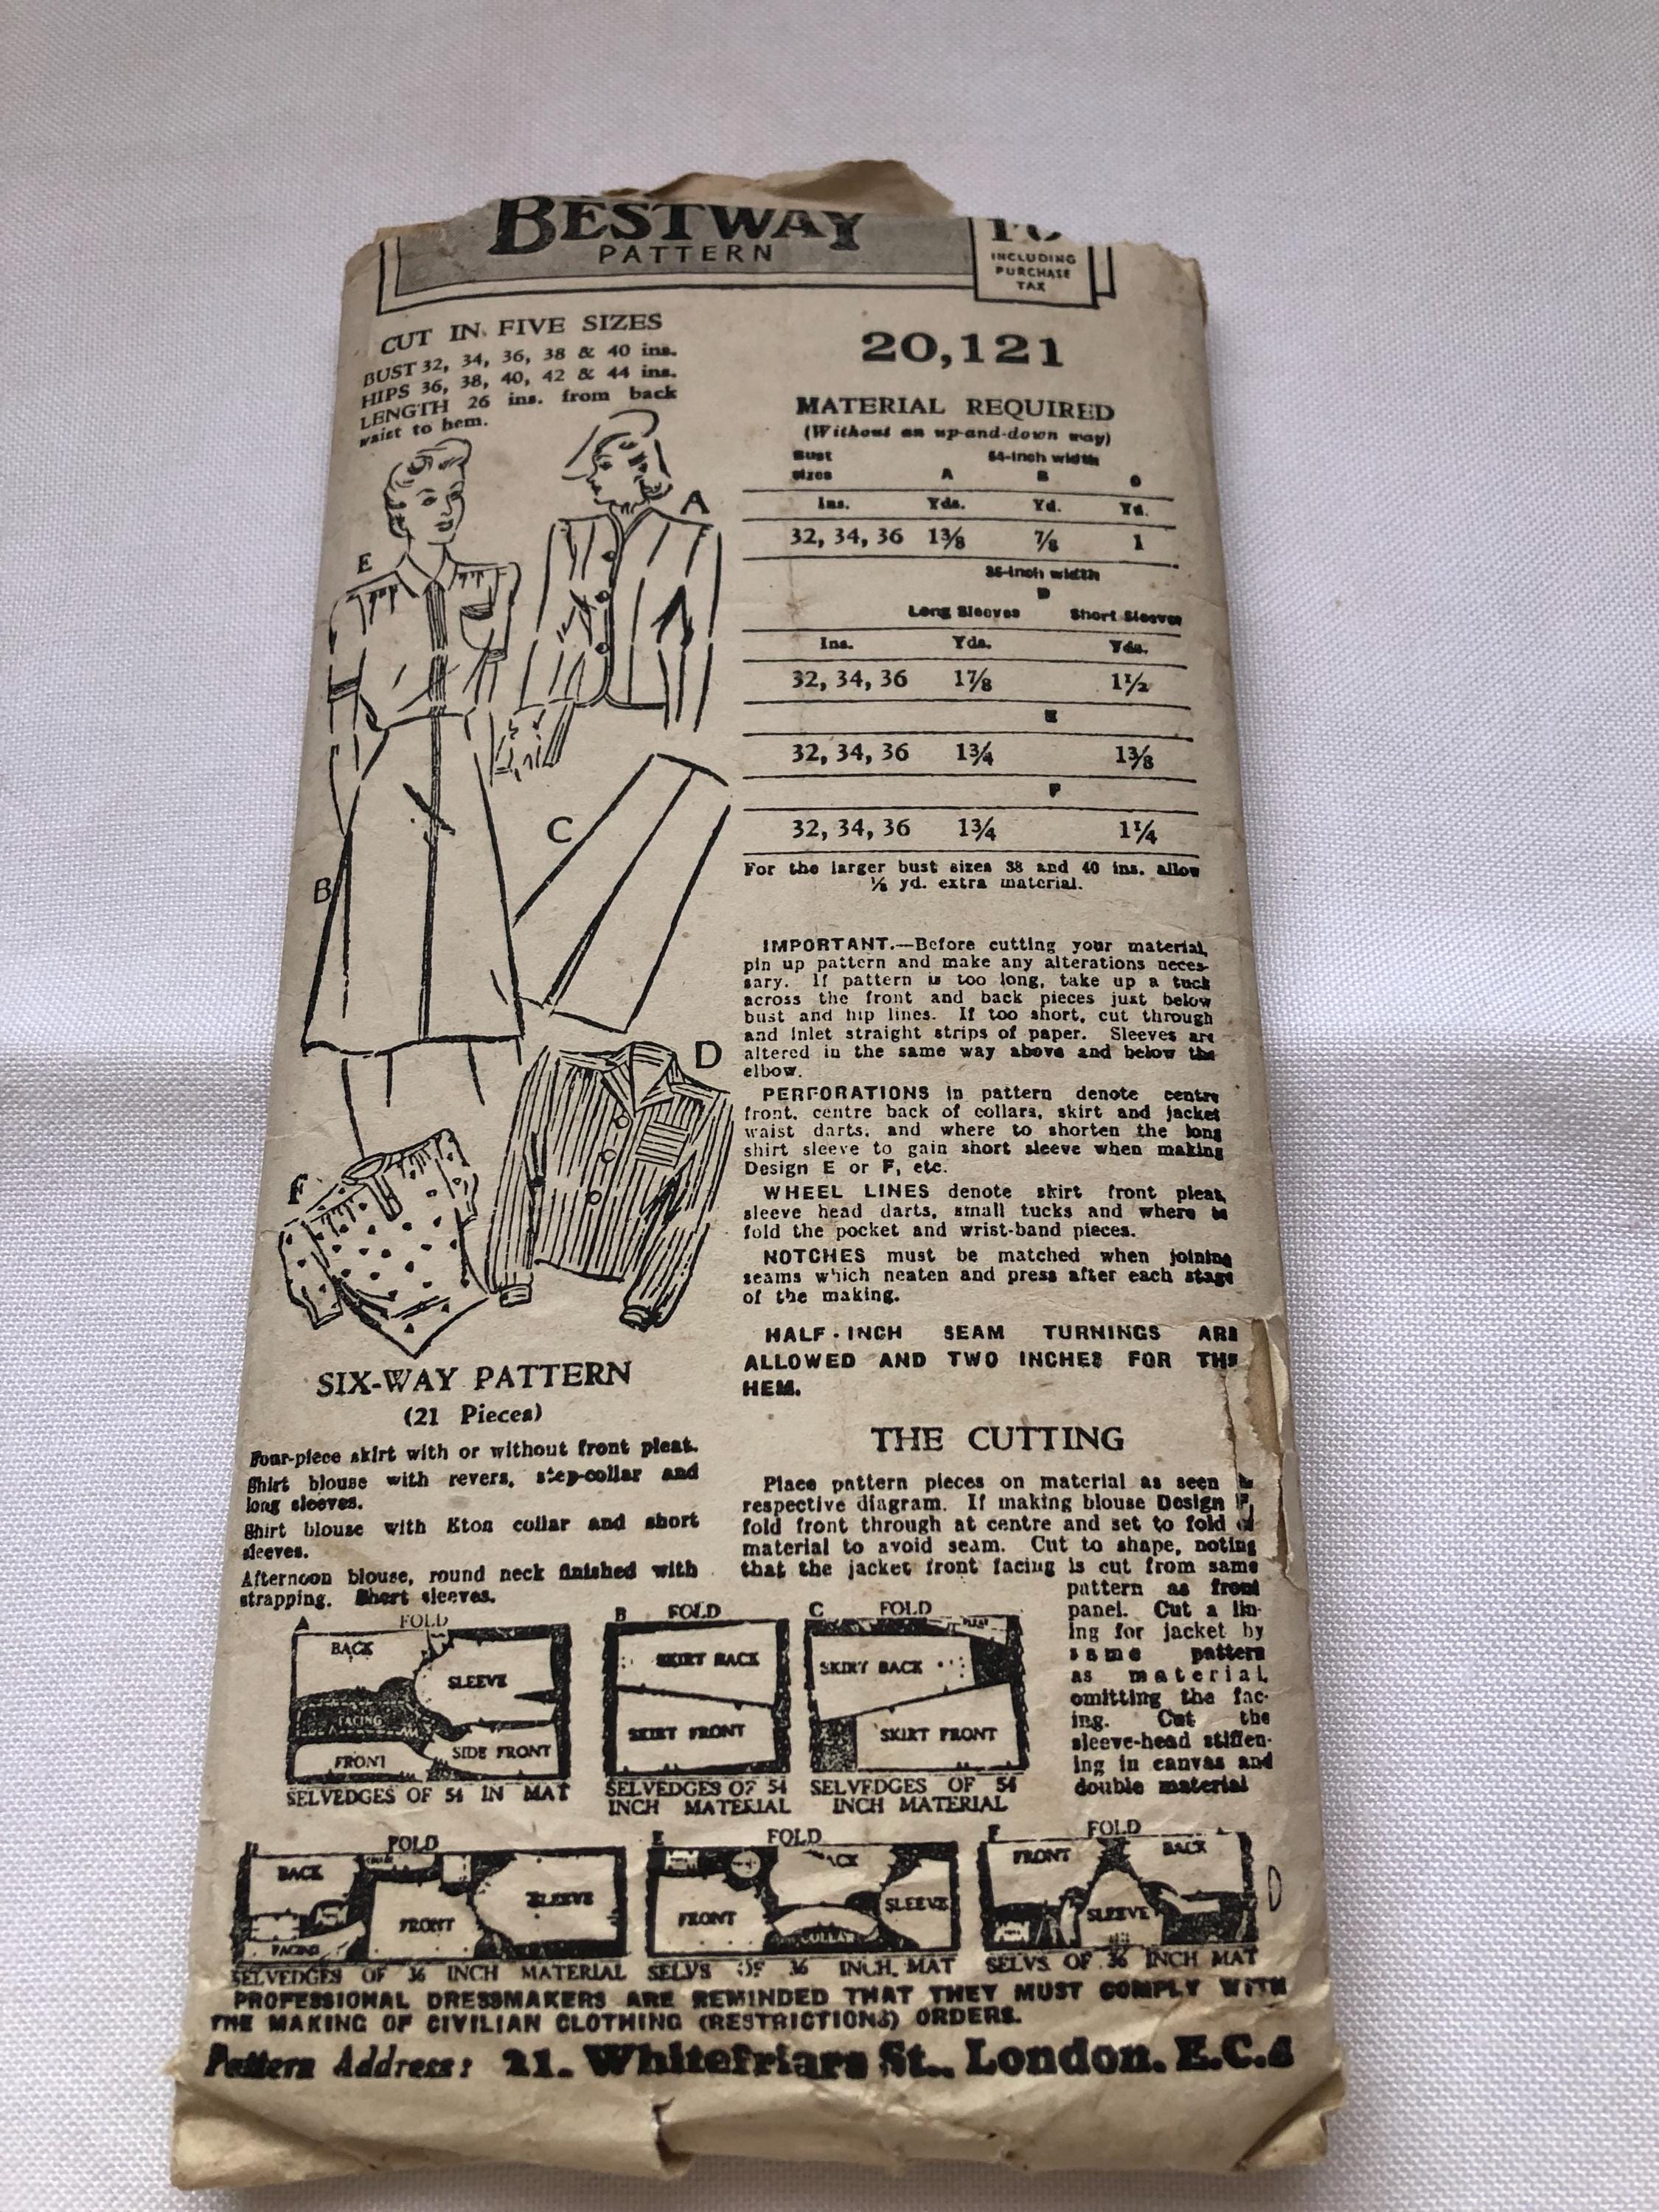 BESTWAY
PATTERN
INCLUDING
PURCHASE
TAX
CUT IN FIVE SIZES
BUST 32, 34, 36, 38 & 40 ins.
HIPS 36, 38, 40, 42 & 44 ins.
LENGTH 26 ins. from back
waist to hem.
E
A
C
B
D
F
SIX-WAY PATTERN
(21 Pieces)
Four-piece skirt with or without front pleat.
Shirt blouse with revers, step-collar and
long sleeves.
Shirt blouse with Eton collar and short
sleeves.
Afternoon blouse, round neck finished with
strapping. Short sleeves.
20,121
MATERIAL REQUIRED
(Without an up-and-down way)
Bust 54-inch width
sizes A B C
Ins. Yds. Yd. Yd.
32, 34, 36 1⅜ ⅞ 1
36-inch width
D
Long Sleeves Short Sleeves
Ins. Yds. Yds.
32, 34, 36 1⅞ 1½
E
32, 34, 36 1¾ 1⅜
F
32, 34, 36 1¾ 1¼
For the larger bust sizes 38 and 40 ins. allow
yd. extra material.
IMPORTANT.—Before cutting your material,
pin up pattern and make any alterations neces-
sary. If pattern is too long, take up a tuck
across the front and back pieces just below
bust and hip lines. If too short, cut through
and inlet straight strips of paper. Sleeves are
altered in the same way above and below the
elbow.
PERFORATIONS in pattern denote centre
front, centre back of collars, skirt and jacket
waist darts, and where to shorten the long
shirt sleeve to gain short sleeve when making
Design E or F, etc.
WHEEL LINES denote skirt front pleat,
sleeve head darts, small tucks and where to
fold the pocket and wrist-band pieces.
NOTCHES must be matched when joining
seams which neaten and press after each stage
of the making.
HALF-INCH SEAM TURNINGS ARE
ALLOWED AND TWO INCHES FOR THE
HEM.
THE CUTTING
Place pattern pieces on material as seen in
respective diagram. If making blouse Design F,
fold front through at centre and set to fold of
material to avoid seam. Cut to shape, noting
that the jacket front facing is cut from same
pattern as front
panel. Cut a lin-
ing for jacket by
same pattern
as material,
omitting the fac-
ing. Cut the
sleeve-head stiffen-
ing in canvas and
double material
A FOLD
BACK
SLEEVE
FACING
FRONT SIDE FRONT
SELVEDGES OF 54 IN MAT
B FOLD
SKIRT BACK
SKIRT FRONT
SELVEDGES OF 54
INCH MATERIAL
C FOLD
PLEAT
SKIRT BACK
SKIRT FRONT
SELVEDGES OF 54
INCH MATERIAL
FOLD
BACK
SLEEVE
FRONT
FACING
SELVEDGES OF 36 INCH MATERIAL
E FOLD
BACK
SLEEVE
FRONT
COLLAR
SELVS OF 36 INCH. MAT
F FOLD
FRONT BACK
SLEEVE
SELVS. OF 36 INCH MAT
PROFESSIONAL DRESSMAKERS ARE REMINDED THAT THEY MUST COMPLY WITH
THE MAKING OF CIVILIAN CLOTHING (RESTRICTIONS) ORDERS.
Pattern Address: 21, Whitefriars St., London, E.C.4